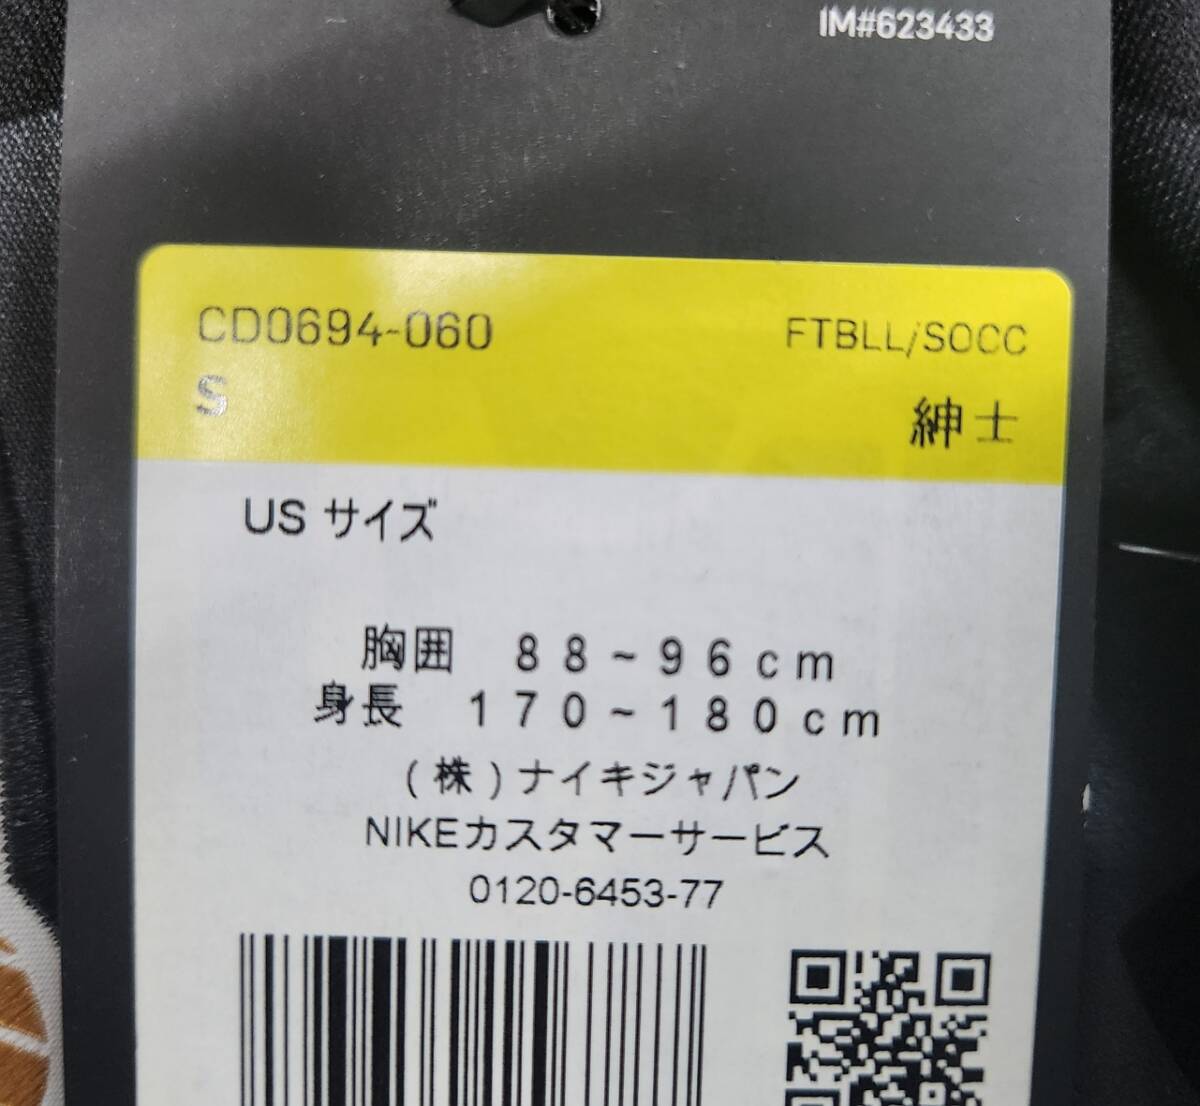 IM#623433
CD0694-060 FTBLL/SOCC
S 紳士
US サイズ
胸囲 88~96cm
身長 170~180cm
(株)ナイキジャパン
NIKEカスタマーサービス
0120-6453-77